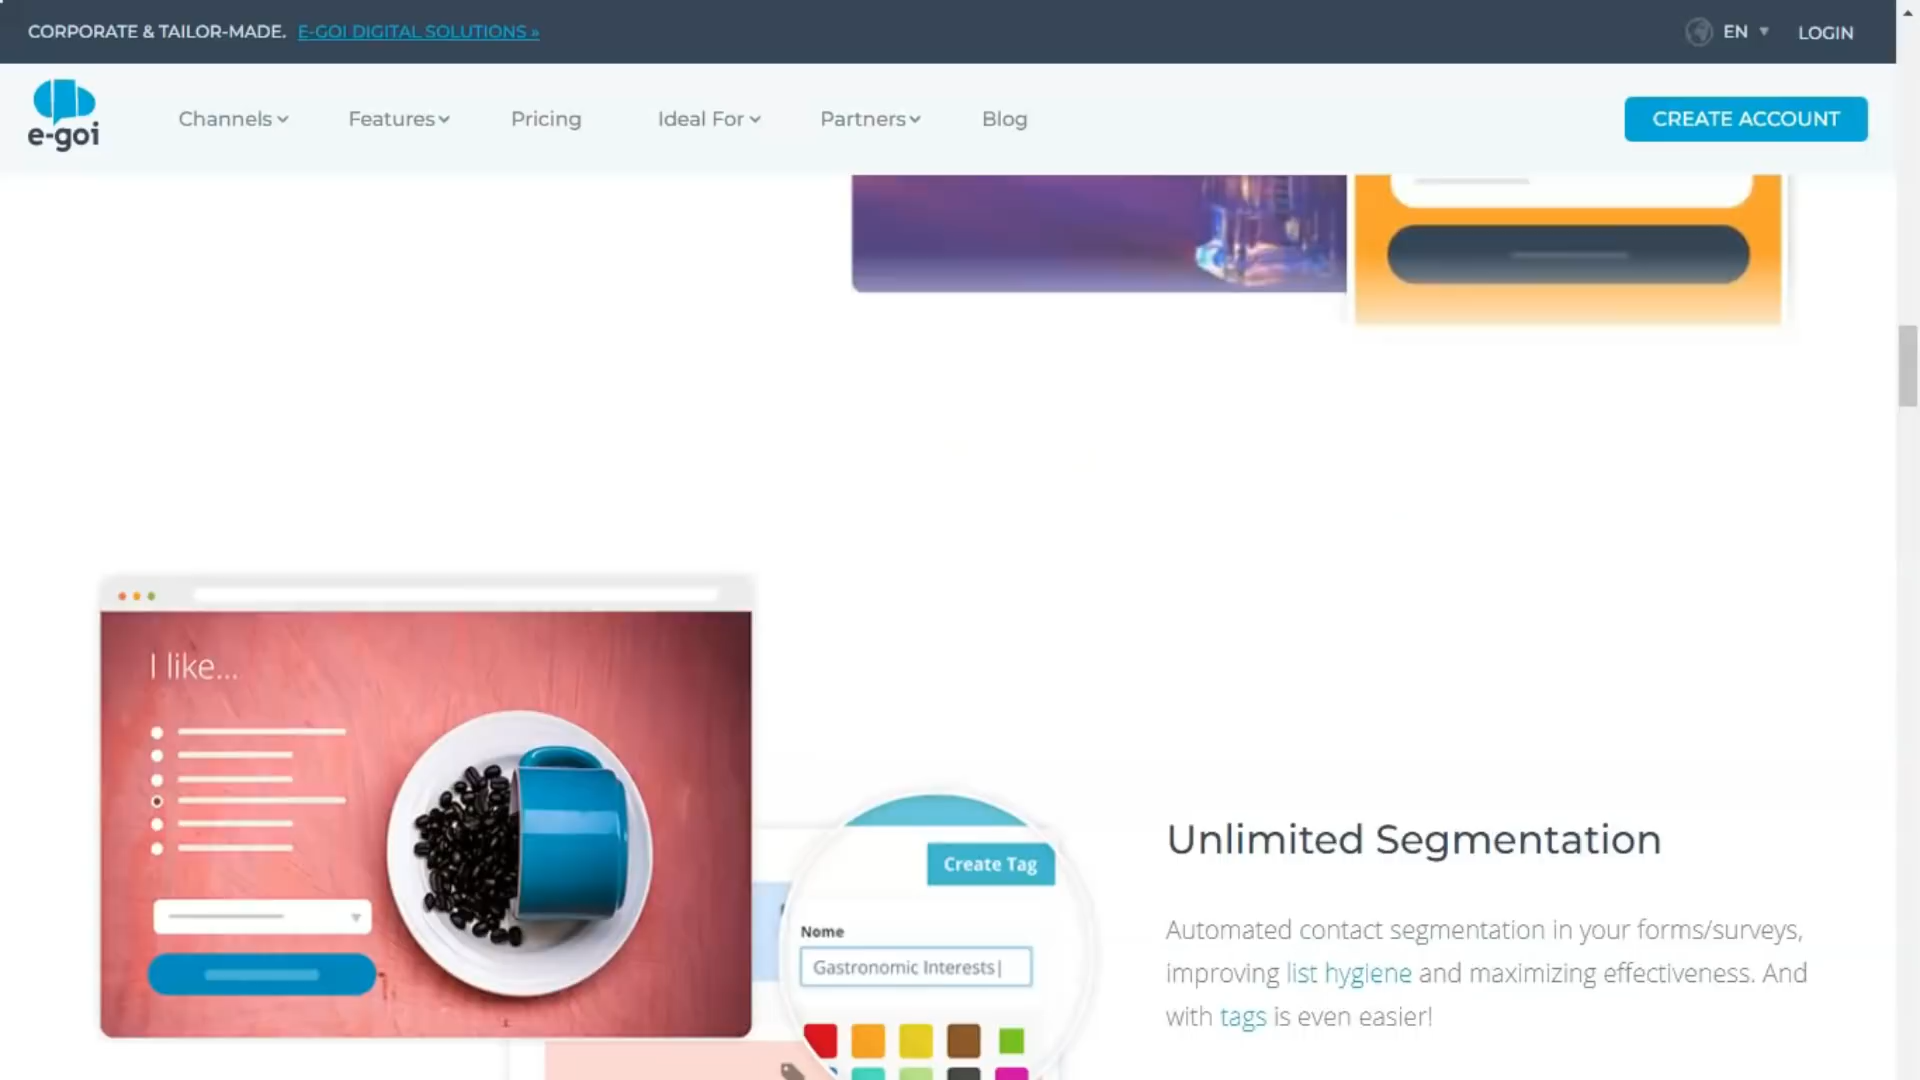 CORPORATE & TAILOR-MADE. E-GOI DIGITAL SOLUTIONS »
EN
LOGIN
e-goi
Channels
Features
Pricing
Ideal For
Partners
Blog
CREATE ACCOUNT
I like...
Create Tag
Nome
Gastronomic Interests
Unlimited Segmentation
Automated contact segmentation in your forms/surveys,
improving list hygiene and maximizing effectiveness. And
with tags is even easier!